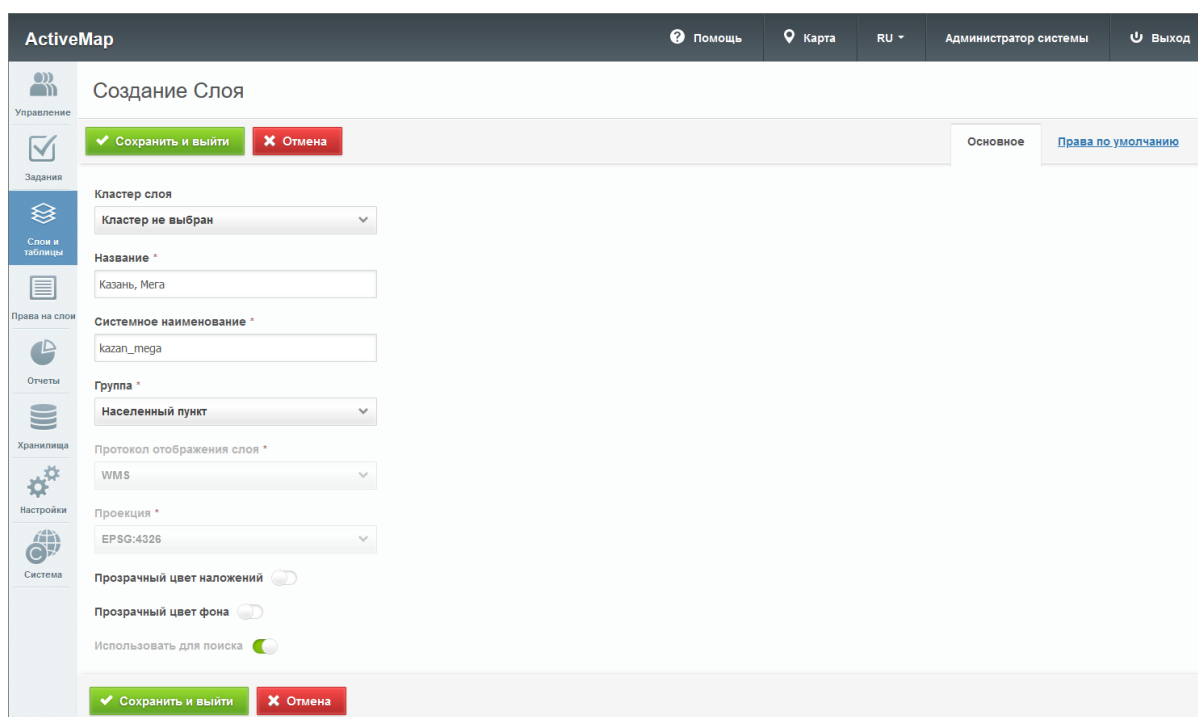 ActiveMap
Помощь
Карта
RU
Администратор системы
Выход
Управление
Задания
Слои и
таблицы
Права на слои
Отчеты
Хранилища
Настройки
Система
Создание Слоя
Сохранить и выйти
Отмена
Основное
Права по умолчанию
Кластер слоя
Кластер не выбран
Название *
Казань, Мега
Системное наименование *
kazan_mega
Группа *
Населенный пункт
Протокол отображения слоя *
WMS
Проекция *
EPSG:4326
Прозрачный цвет наложений
Прозрачный цвет фона
Использовать для поиска
Сохранить и выйти
Отмена